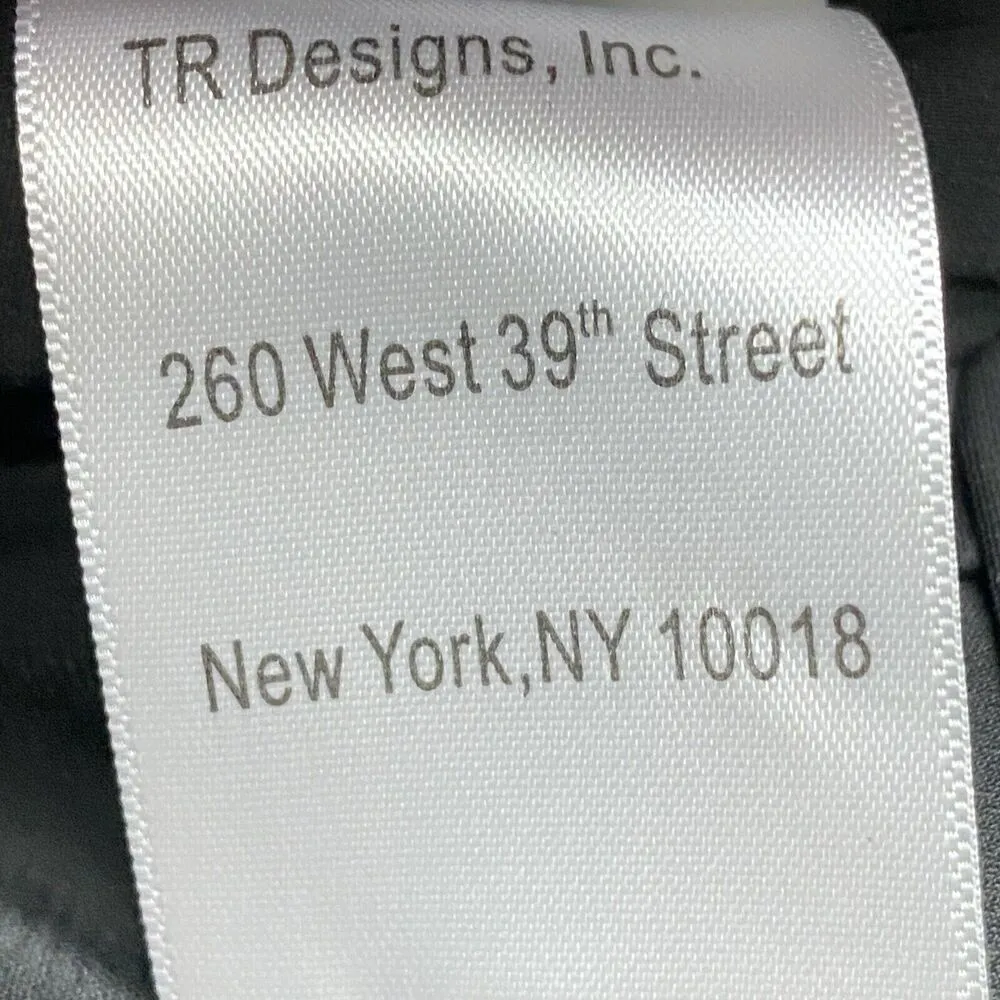 TR Designs, Inc.
260 West 39th Street
New York,NY 10018